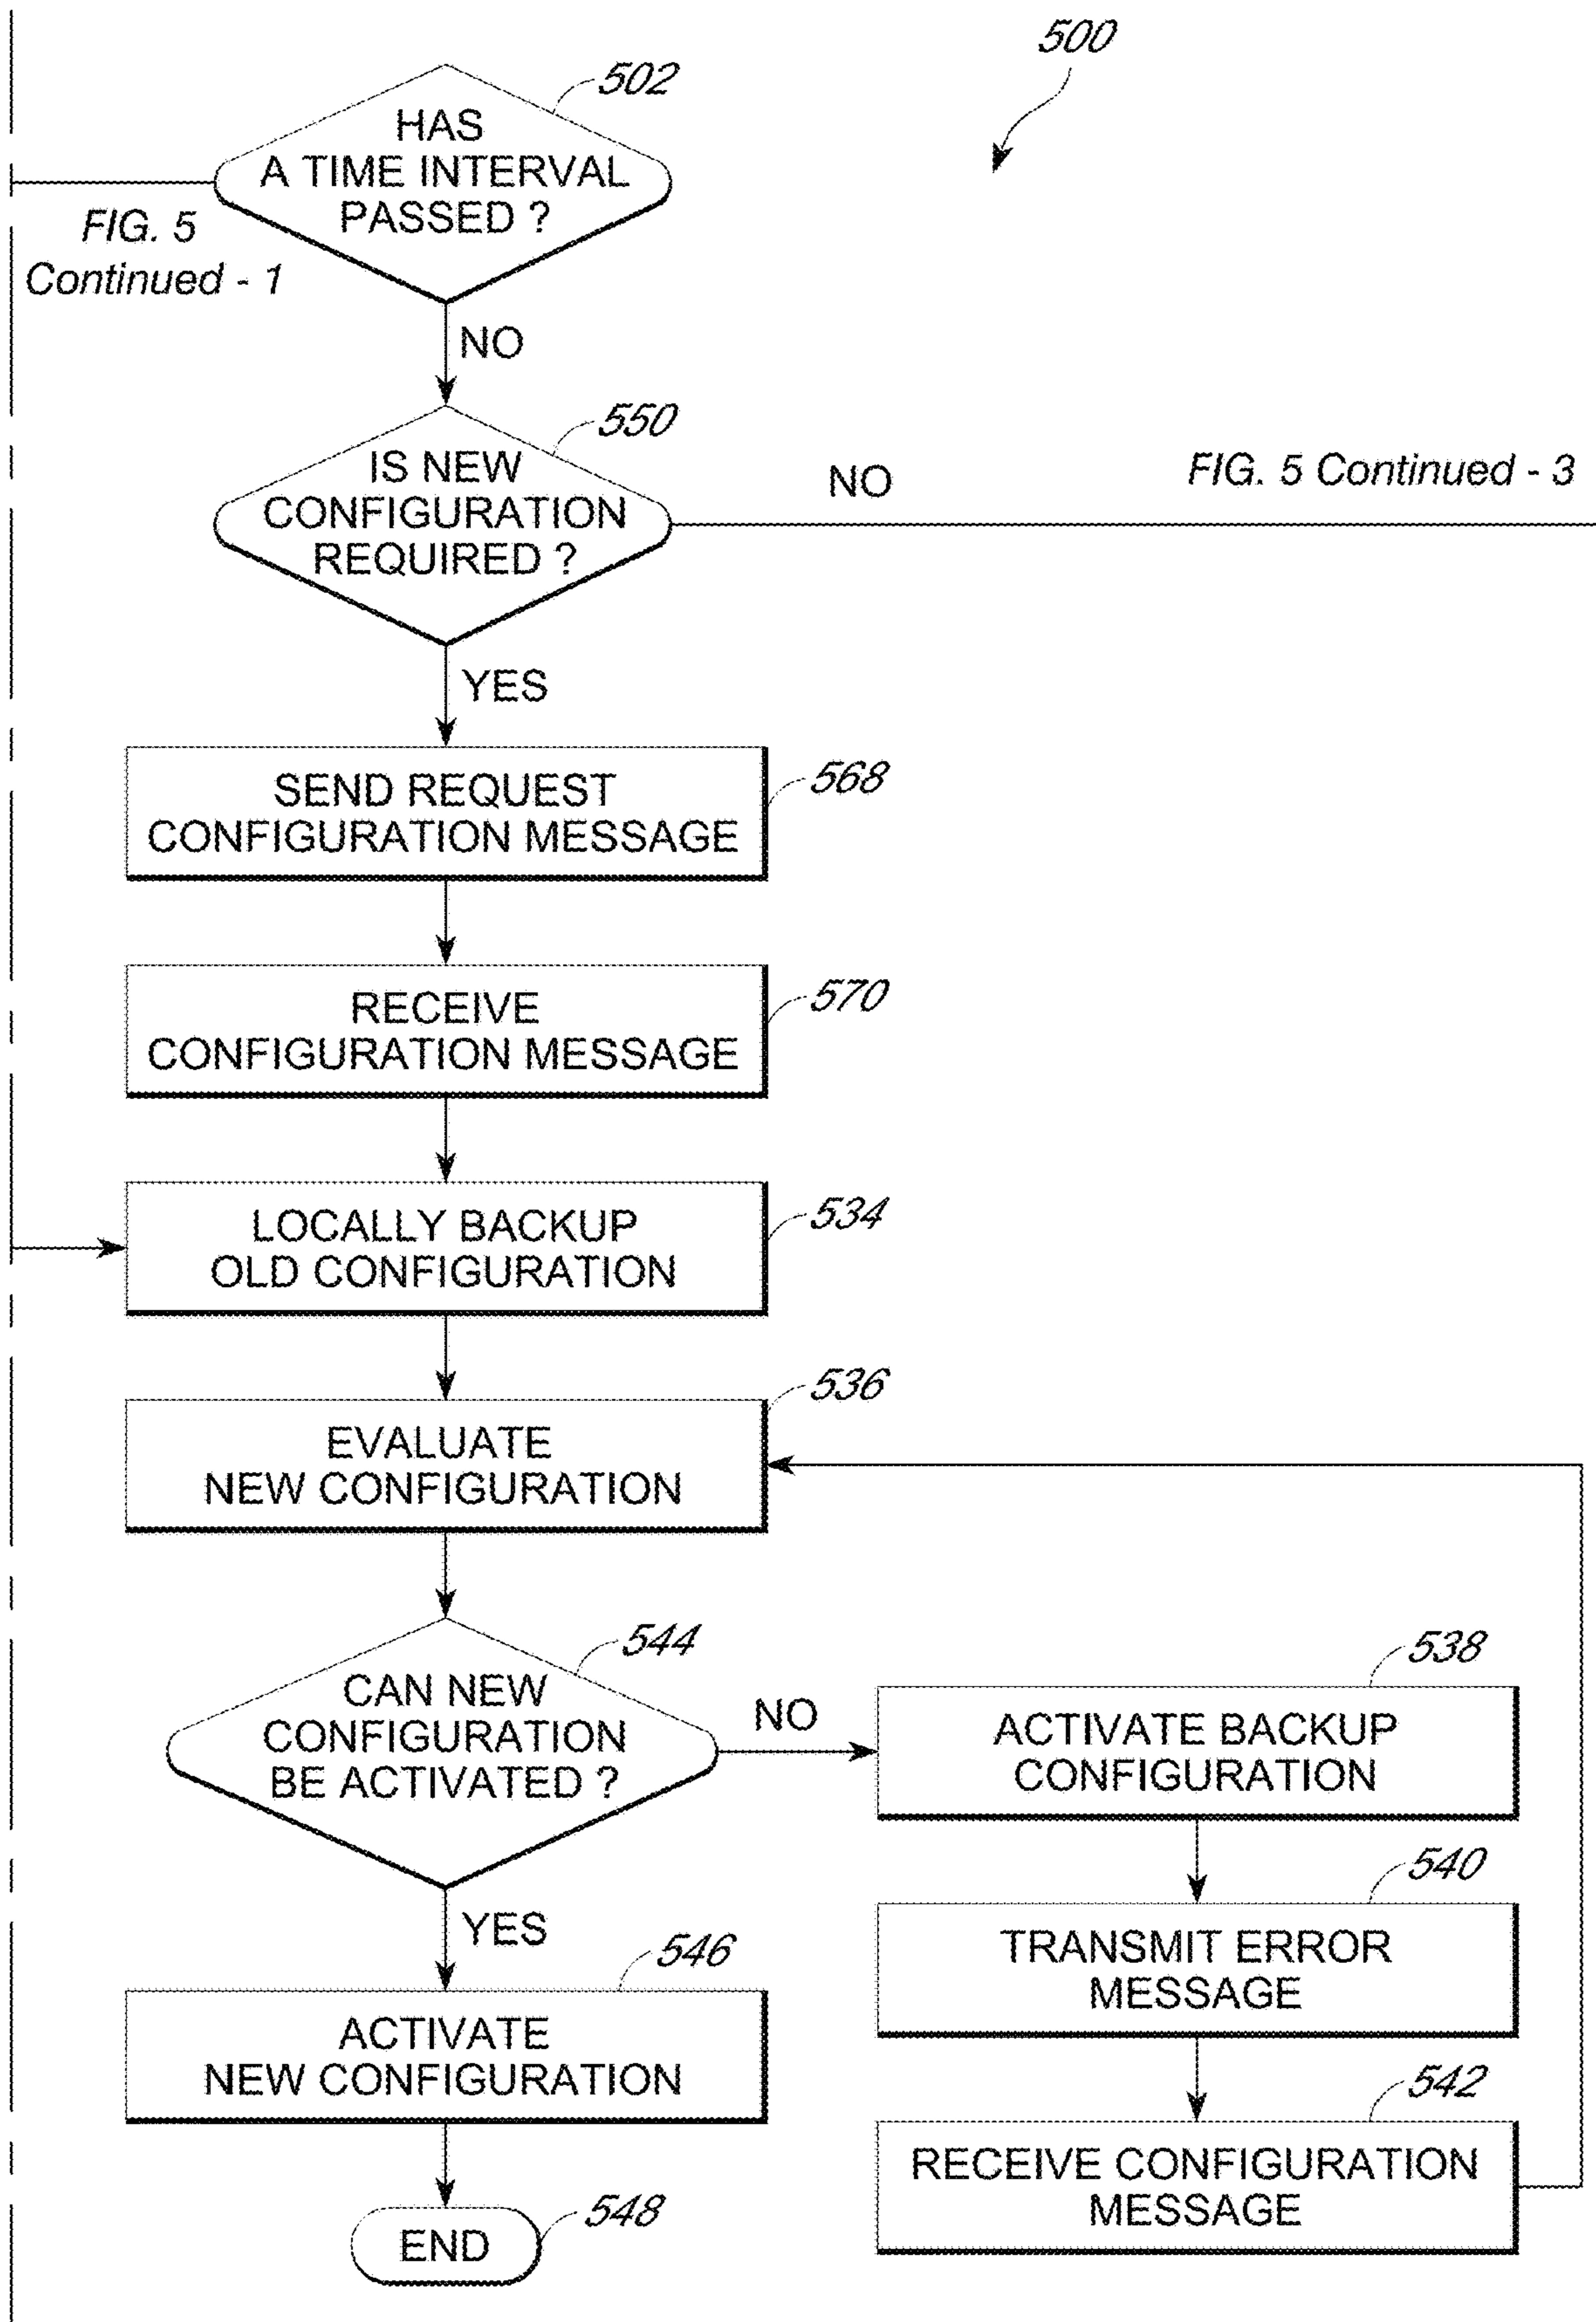 500
502
HAS
A TIME INTERVAL
PASSED ?
FIG. 5
Continued - 1
NO
550
IS NEW
CONFIGURATION
REQUIRED ?
NO
FIG. 5 Continued - 3
YES
568
SEND REQUEST
CONFIGURATION MESSAGE
570
RECEIVE
CONFIGURATION MESSAGE
534
LOCALLY BACKUP
OLD CONFIGURATION
536
EVALUATE
NEW CONFIGURATION
544
CAN NEW
CONFIGURATION
BE ACTIVATED ?
NO
538
ACTIVATE BACKUP
CONFIGURATION
540
TRANSMIT ERROR
MESSAGE
542
RECEIVE CONFIGURATION
MESSAGE
YES
546
ACTIVATE
NEW CONFIGURATION
548
END